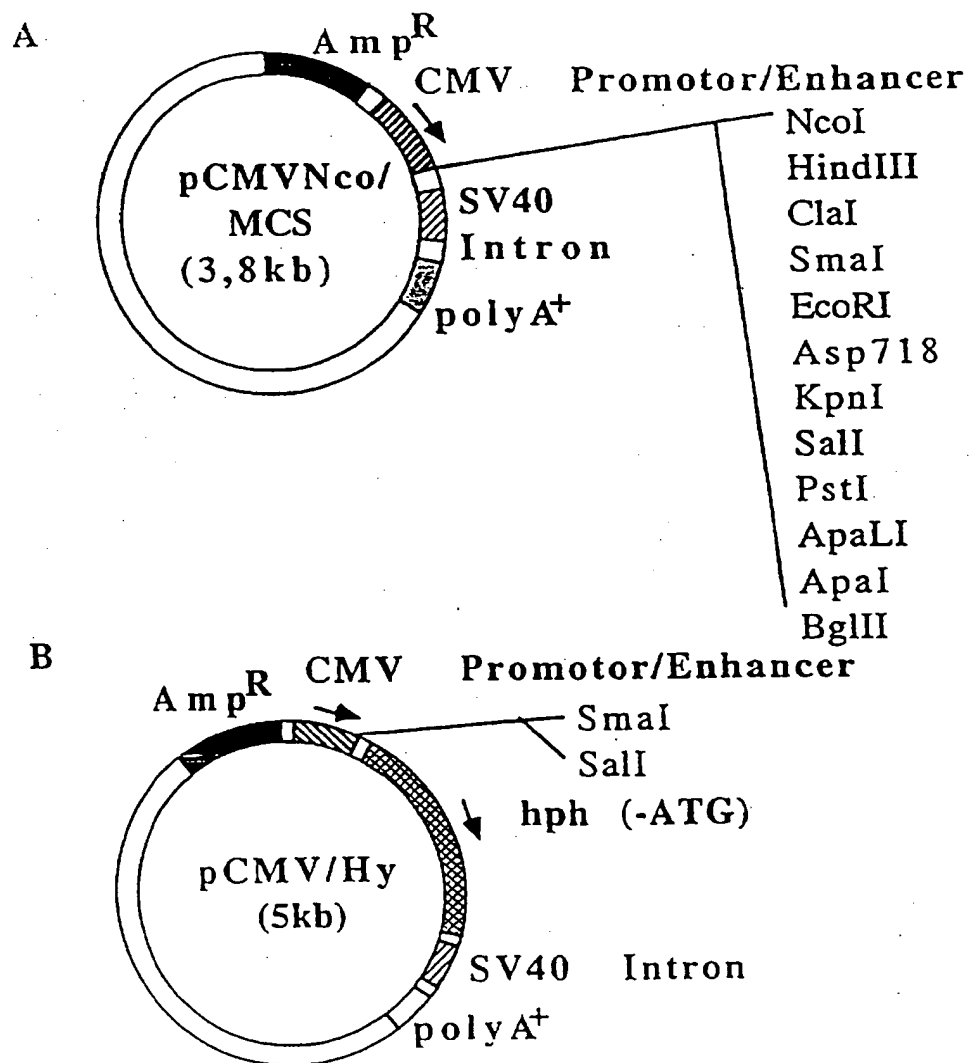 A
AmpR
CMV Promotor/Enhancer
NcoI
HindIII
ClaI
SmaI
EcoRI
Asp718
KpnI
SalI
PstI
ApaLI
ApaI
BglII
pCMVNco/
MCS
(3,8kb)
SV40
Intron
polyA+
B
AmpR
CMV Promotor/Enhancer
SmaI
SalI
hph (-ATG)
pCMV/Hy
(5kb)
SV40 Intron
polyA+